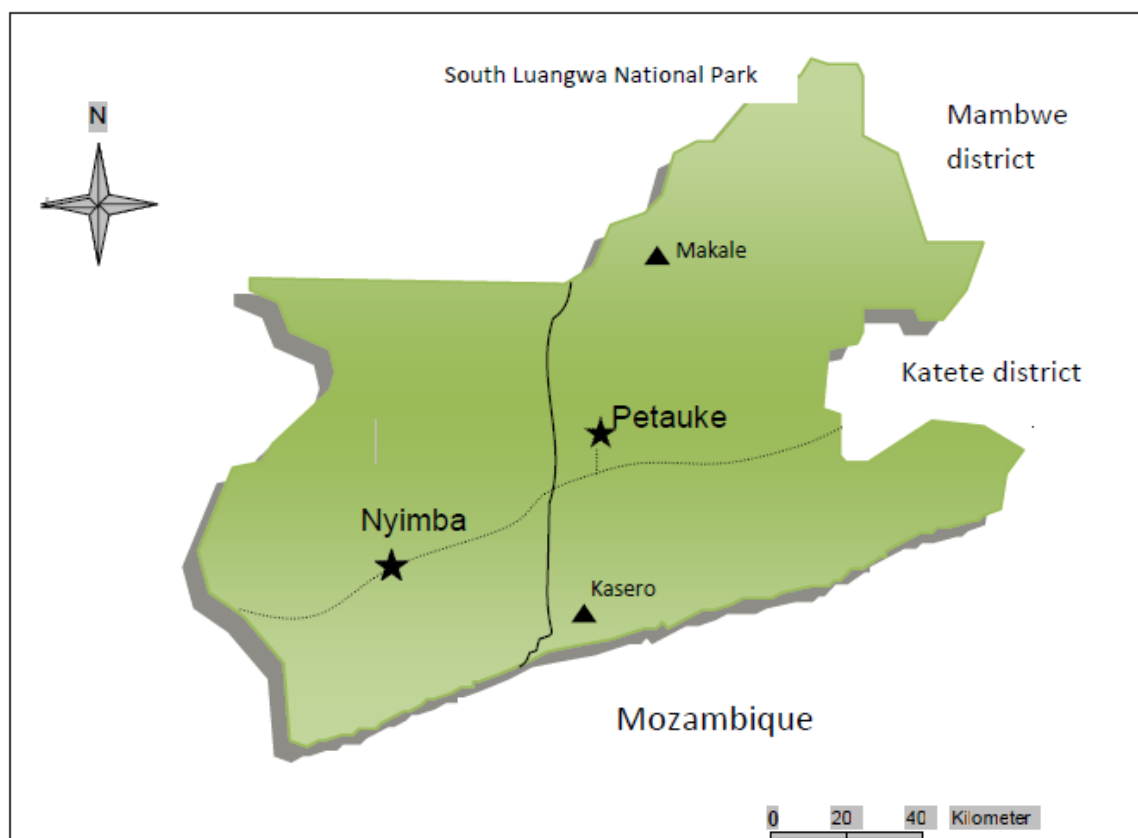 South Luangwa National Park
N
Mambwe
district
Makale
Katete district
Petauke
Nyimba
Kasero
Mozambique
0 20 40 Kilometer